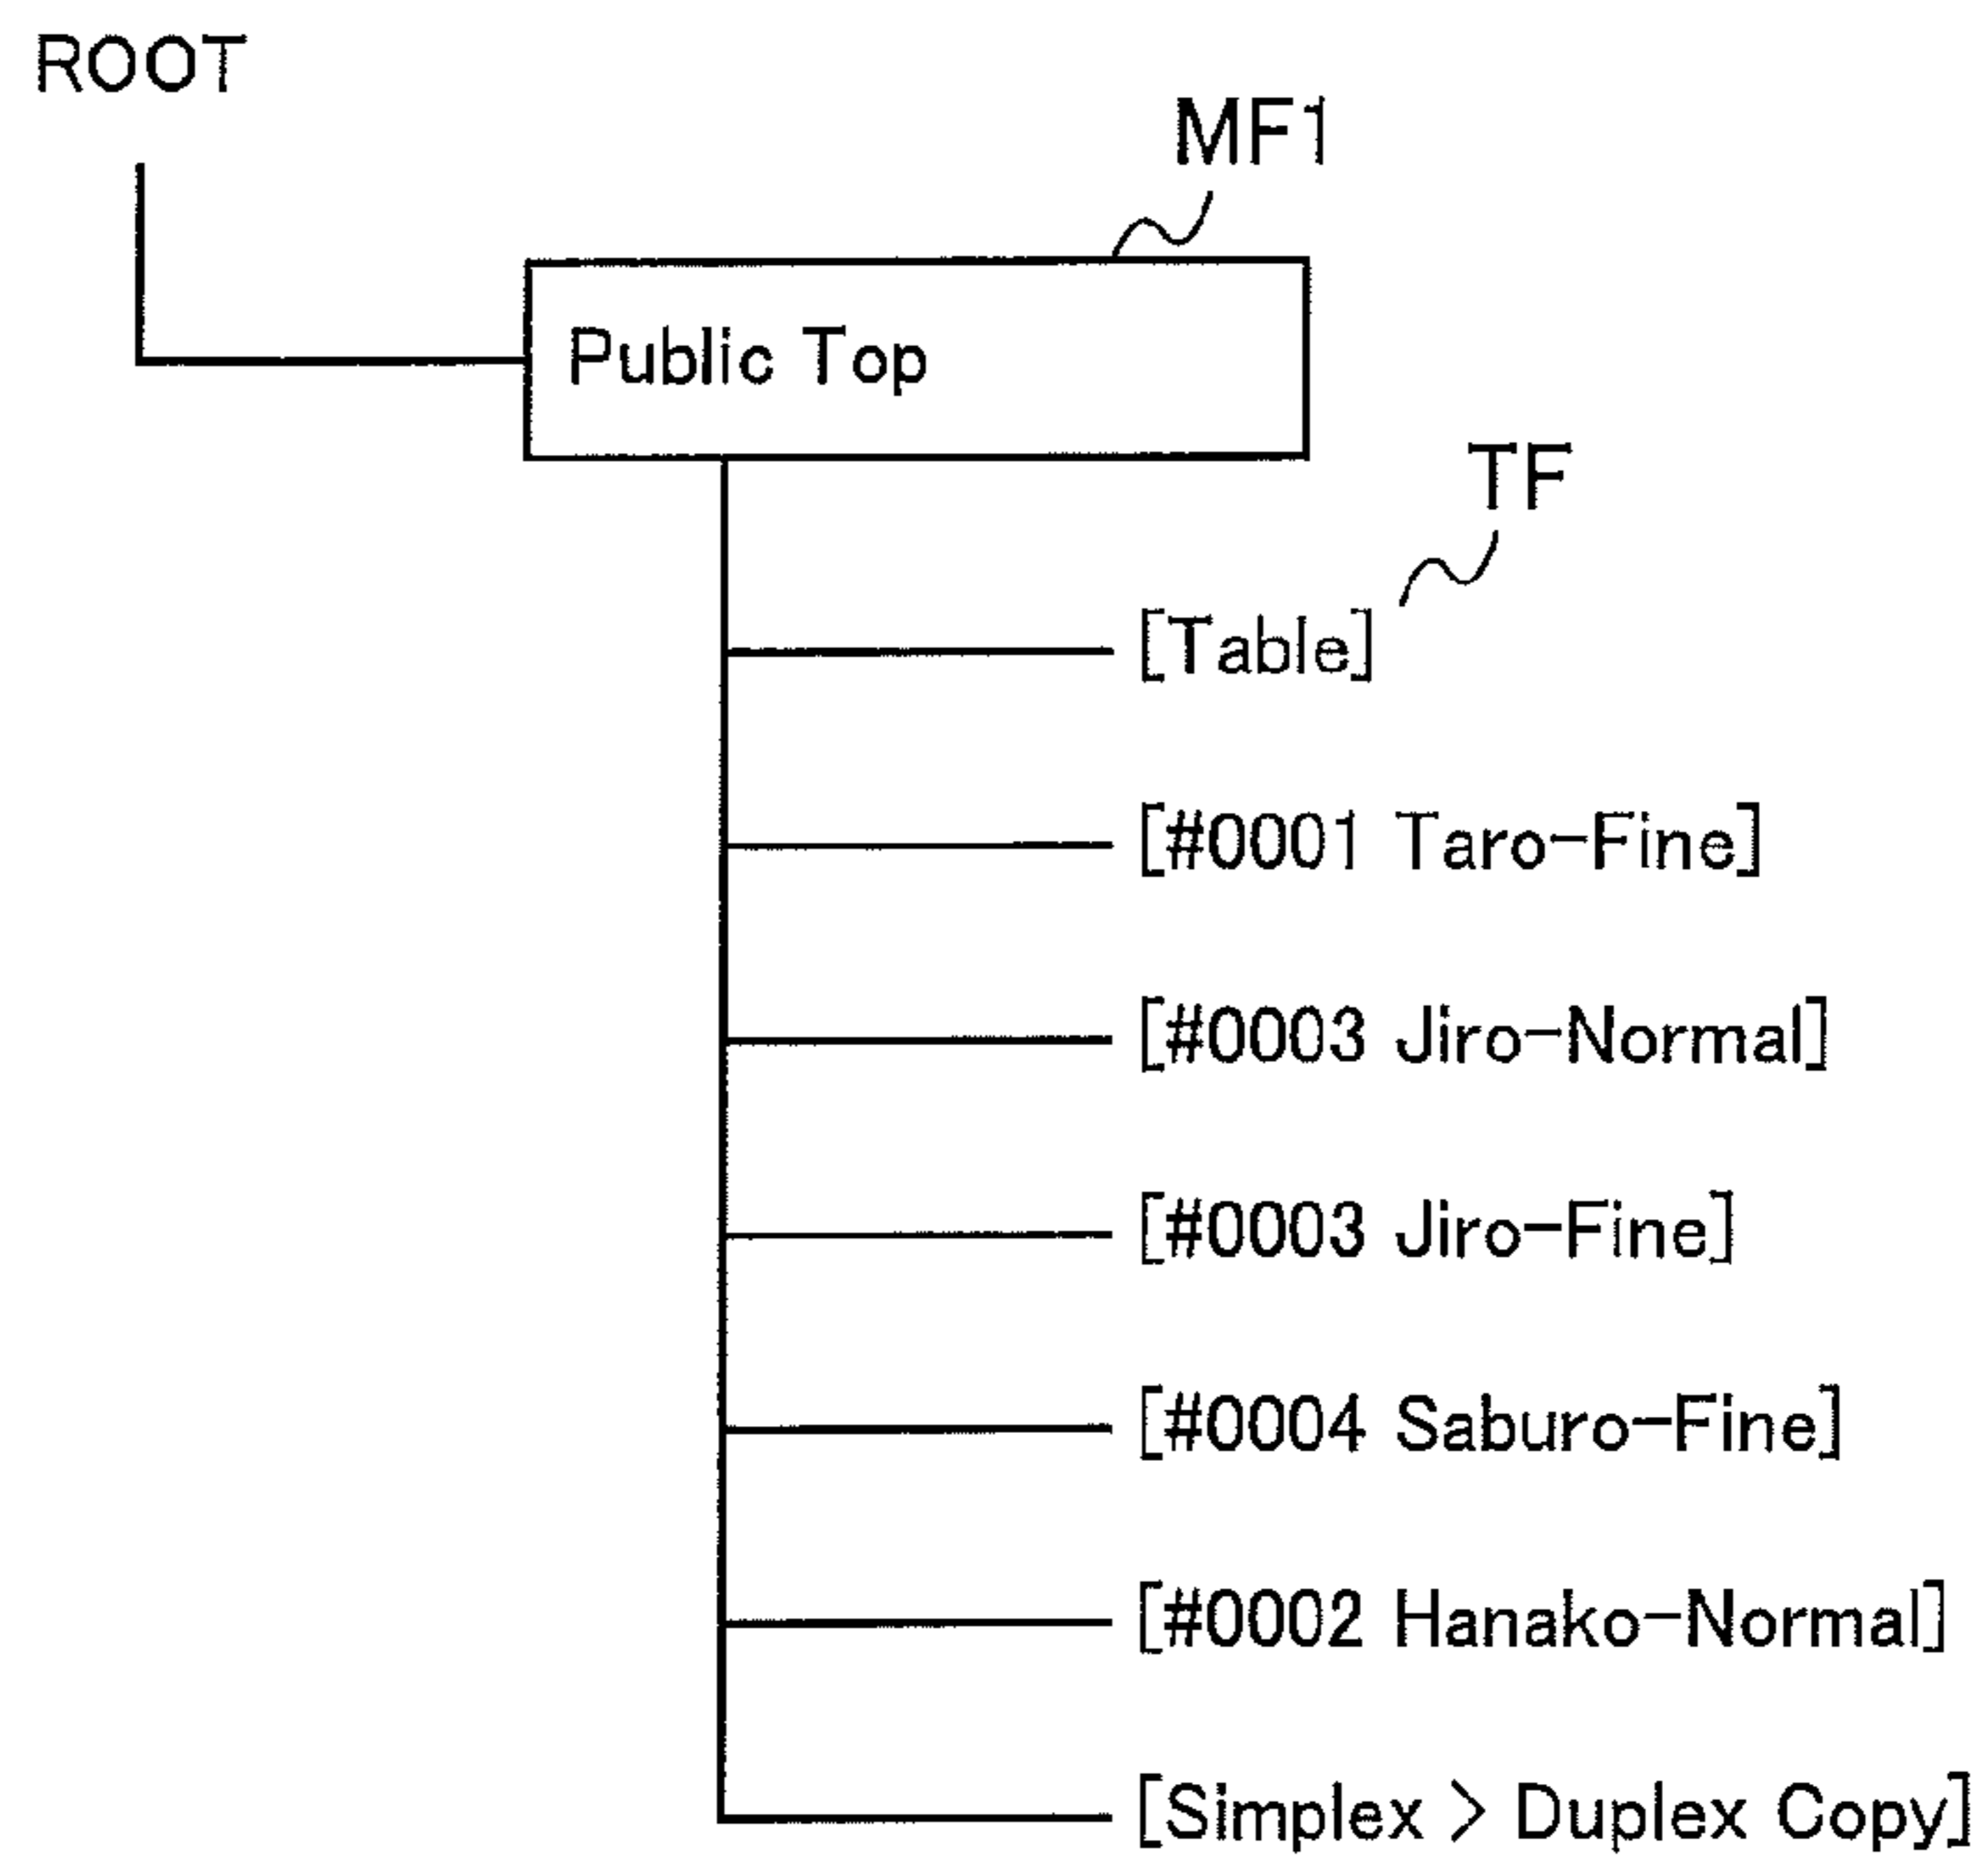 ROOT
MF1
Public Top
TF
[Table]
[#0001 Taro-Fine]
[#0003 Jiro-Normal]
[#0003 Jiro-Fine]
[#0004 Saburo-Fine]
[#0002 Hanako-Normal]
[Simplex > Duplex Copy]